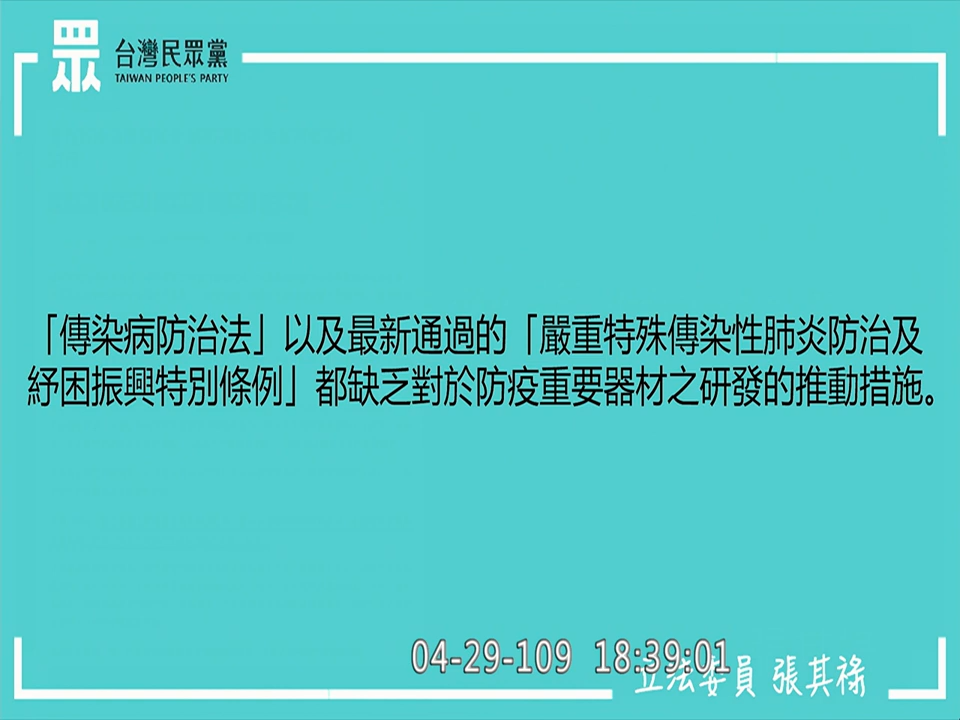 眾 台灣民眾黨
TAIWAN PEOPLE'S PARTY
「傳染病防治法」以及最新通過的「嚴重特殊傳染性肺炎防治及
紓困振興特別條例」都缺乏對於防疫重要器材之研發的推動措施。
04-29-109 18:39:01
立法委員 張其祿